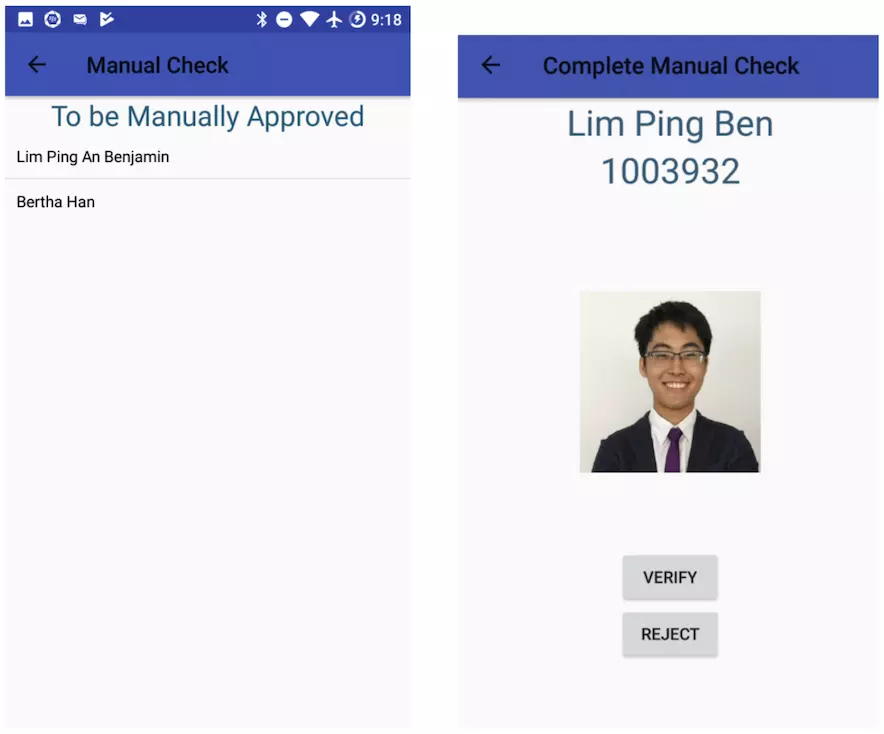 9:18
Manual Check
To be Manually Approved
Lim Ping An Benjamin
Bertha Han
Complete Manual Check
Lim Ping Ben
1003932
VERIFY
REJECT